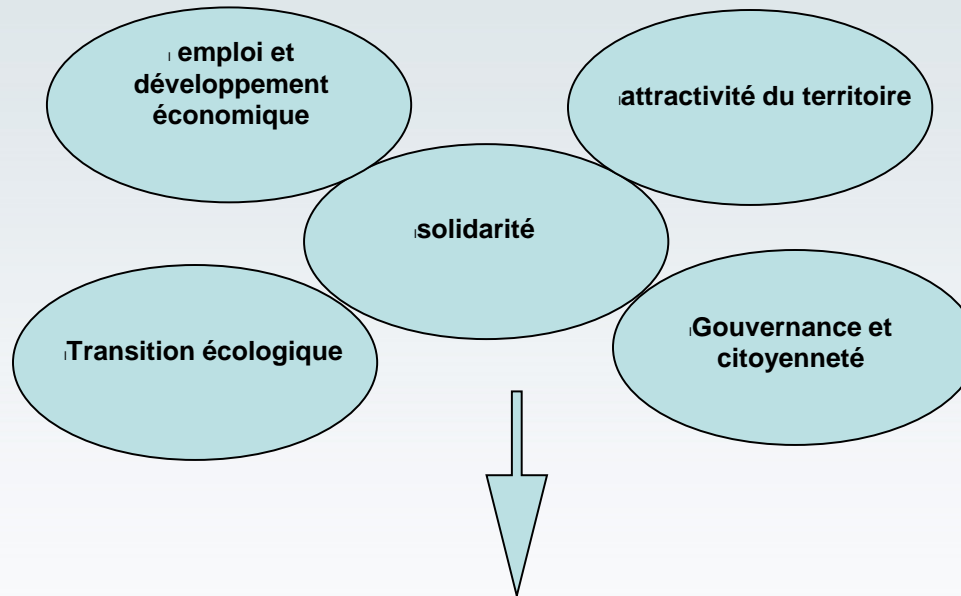 emploi et
développement
économique
attractivité du territoire
solidarité
Transition écologique
Gouvernance et
citoyenneté